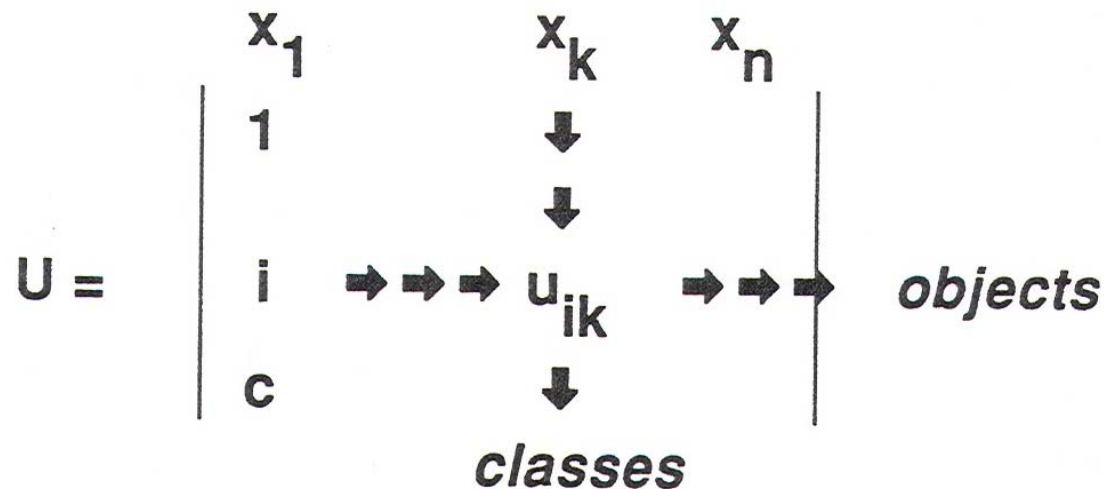 x1 xk xn
1
U = i uik objects
c
classes